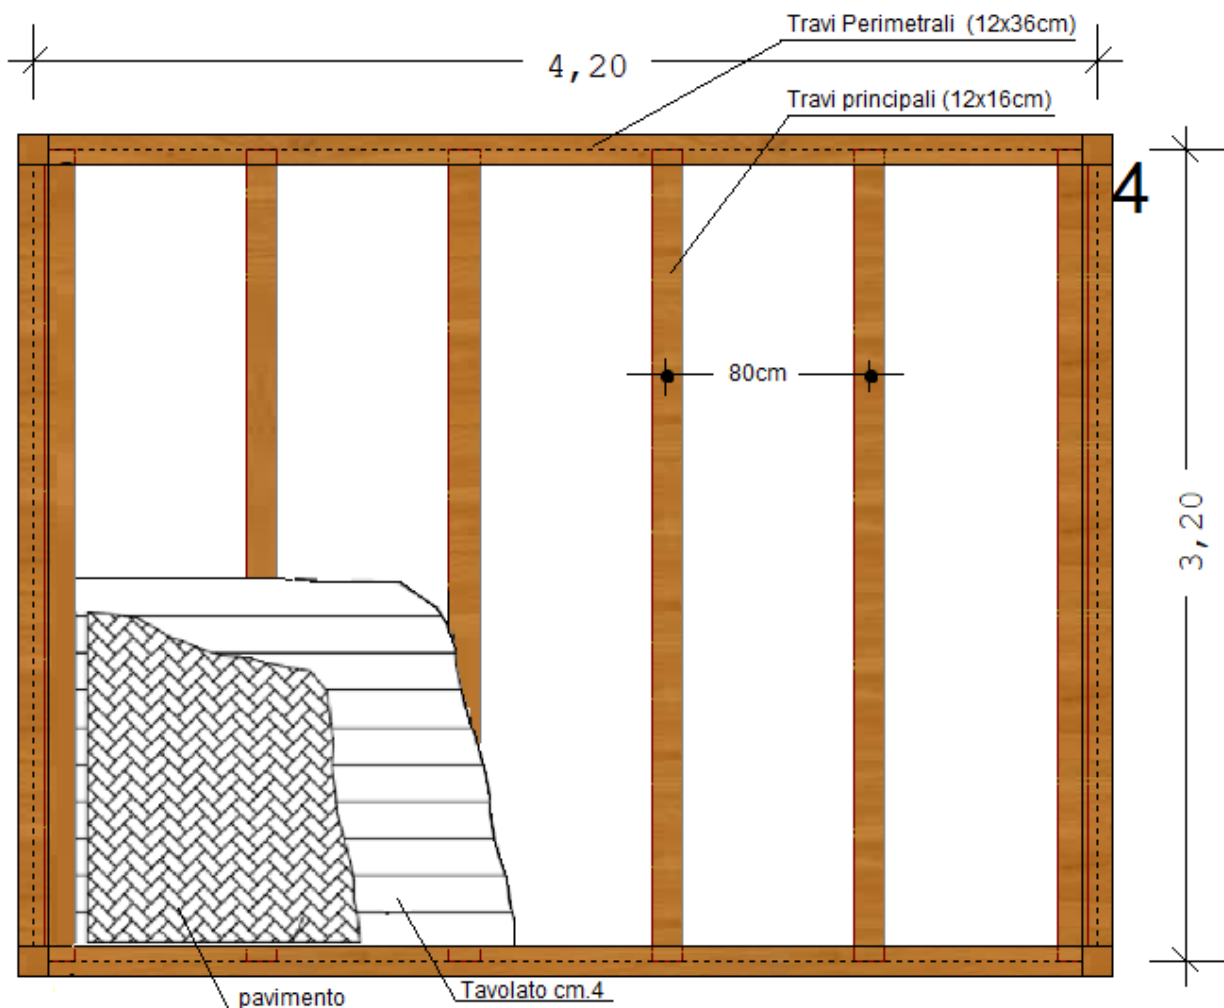 Travi Perimetrali (12x36cm)
4,20
Travi principali (12x16cm)
4
80cm
3,20
pavimento
Tavolato cm.4